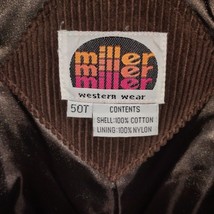 miller
miller
miller
western wear
50T
CONTENTS
SHELL:100% COTTON
LINING:100% NYLON